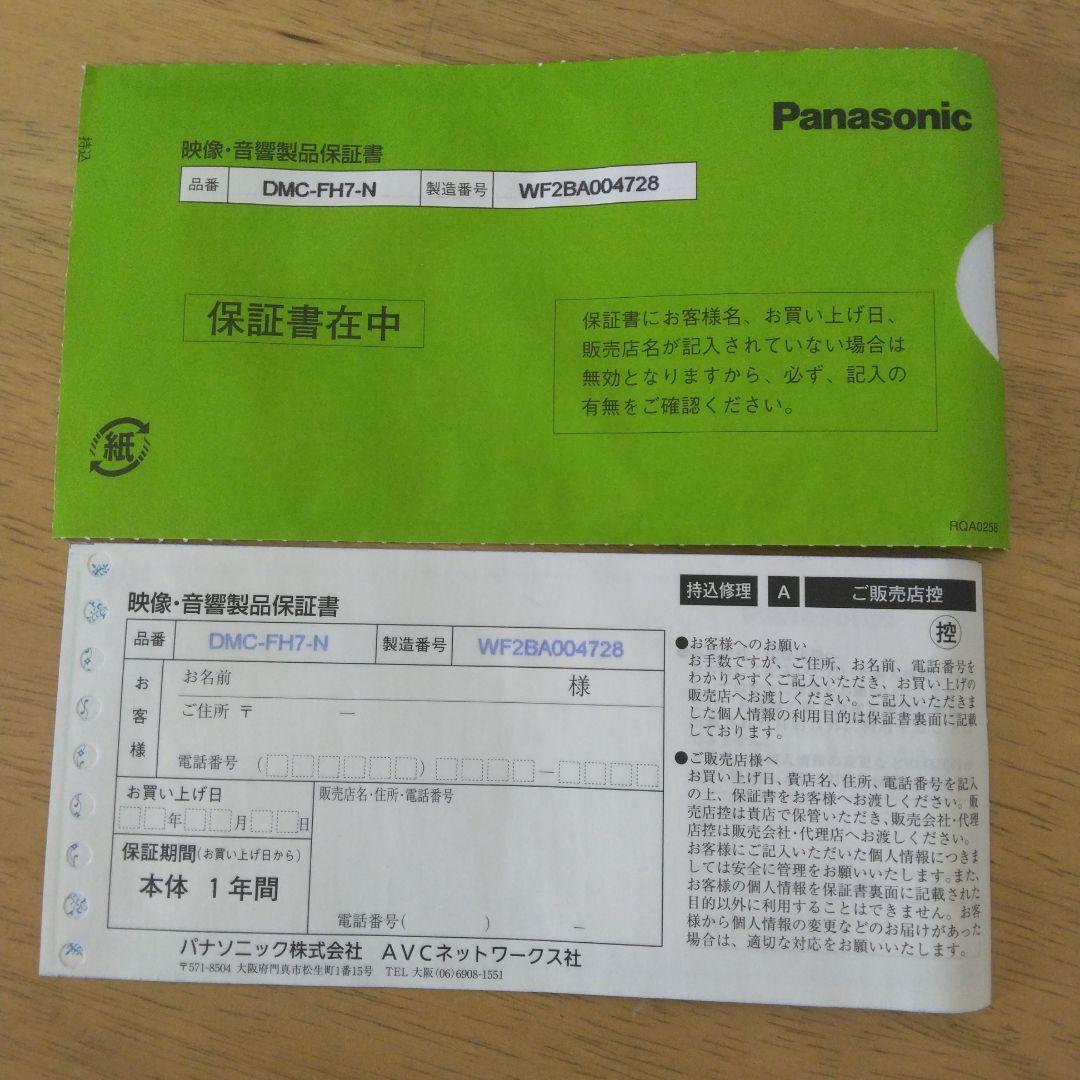 Panasonic
持込
映像・音響製品保証書
品番 DMC-FH7-N 製造番号 WF2BA004728
保証書在中
保証書にお客様名、お買い上げ日、
販売店名が記入されていない場合は
無効となりますから、必ず、記入の
有無をご確認ください。
紙
RQA0258
持込修理 A ご販売店控
映像・音響製品保証書
控
品番 DMC-FH7-N 製造番号 WF2BA004728
お客様
お名前 様
ご住所 〒 ―
電話番号 ( ) ―
お買い上げ日
年 月 日
販売店名・住所・電話番号
保証期間(お買い上げ日から)
本体 1年間
電話番号( ) ―
パナソニック株式会社 AVCネットワークス社
〒571-8504 大阪府門真市松生町1番15号 TEL 大阪(06)6908-1551
●お客様へのお願い
お手数ですが、ご住所、お名前、電話番号を
わかりやすくご記入いただき、お買い上げの
販売店へお渡しください。ご記入いただきま
した個人情報の利用目的は保証書裏面に記載
しております。
●ご販売店様へ
お買い上げ日、貴店名、住所、電話番号を記入
の上、保証書をお客様へお渡しください。販
売店控は貴店で保管いただき、販売会社・代理
店控は販売会社・代理店へお渡しください。
お客様にご記入いただいた個人情報につきま
しては安全に管理をお願いいたします。また、
お客様の個人情報を保証書裏面に記載された
目的以外に利用することはできません。お客
様から個人情報の変更などのお届けがあった
場合は、適切な対応をお願いいたします。